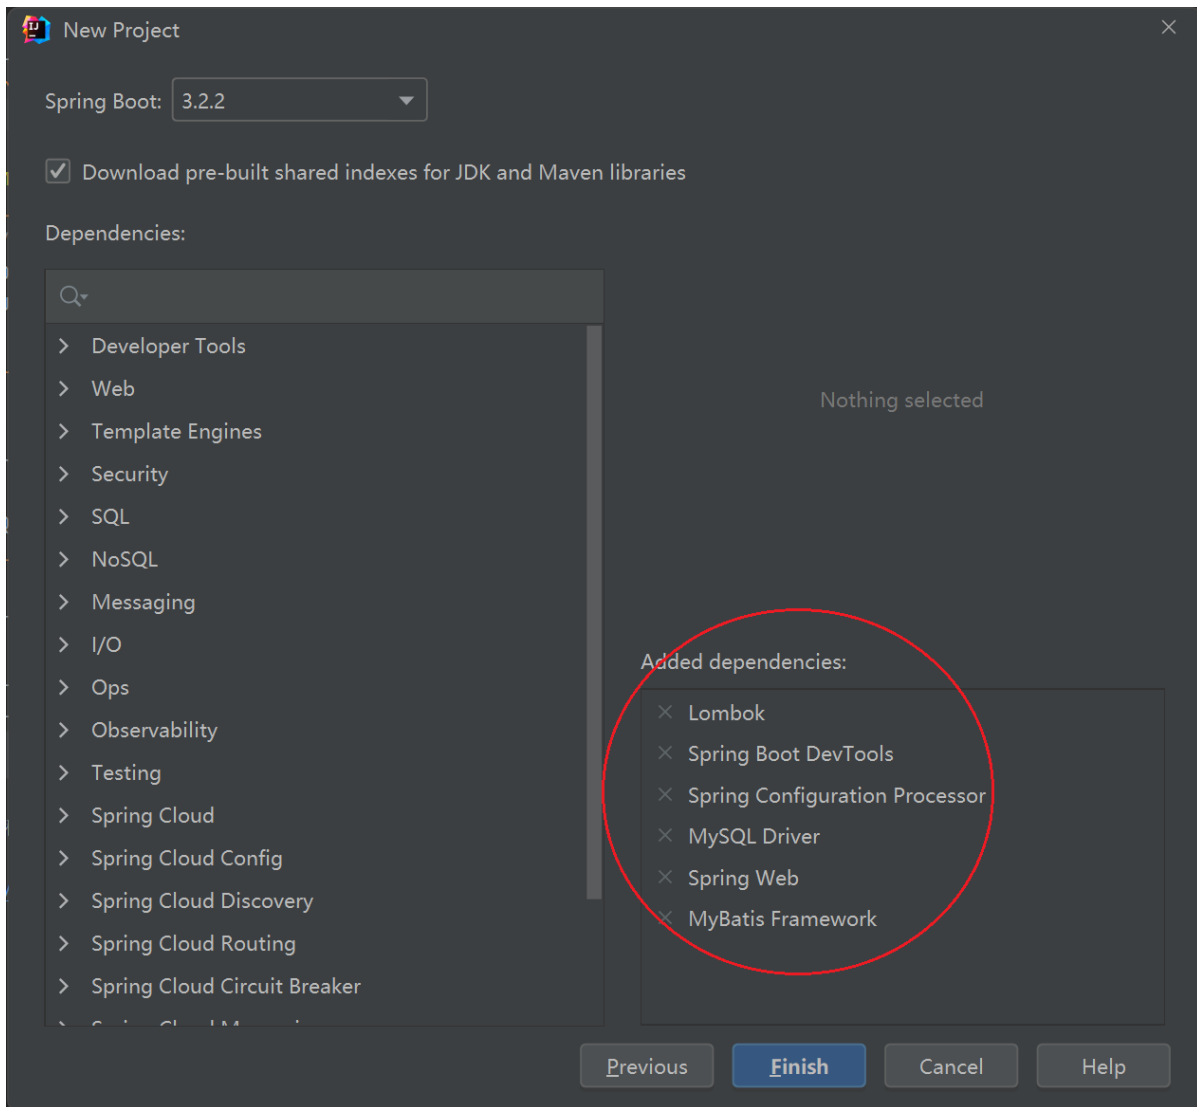 New Project
Spring Boot: 3.2.2
Download pre-built shared indexes for JDK and Maven libraries
Dependencies:
Developer Tools
Web
Template Engines
Security
SQL
NoSQL
Messaging
I/O
Ops
Observability
Testing
Spring Cloud
Spring Cloud Config
Spring Cloud Discovery
Spring Cloud Routing
Spring Cloud Circuit Breaker
Nothing selected
Added dependencies:
Lombok
Spring Boot DevTools
Spring Configuration Processor
MySQL Driver
Spring Web
MyBatis Framework
Previous Finish Cancel Help